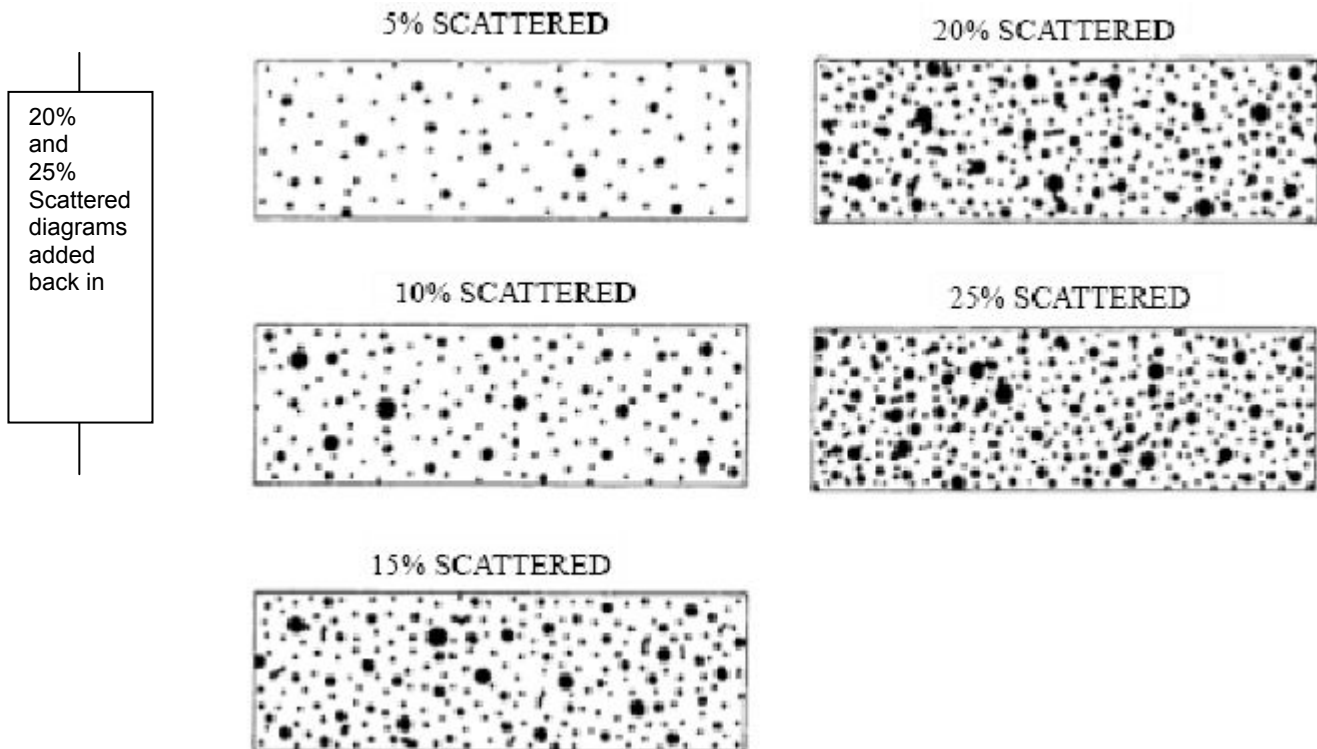 5% SCATTERED
20% SCATTERED
20%
and
25%
Scattered
diagrams
added
back in
10% SCATTERED
25% SCATTERED
15% SCATTERED